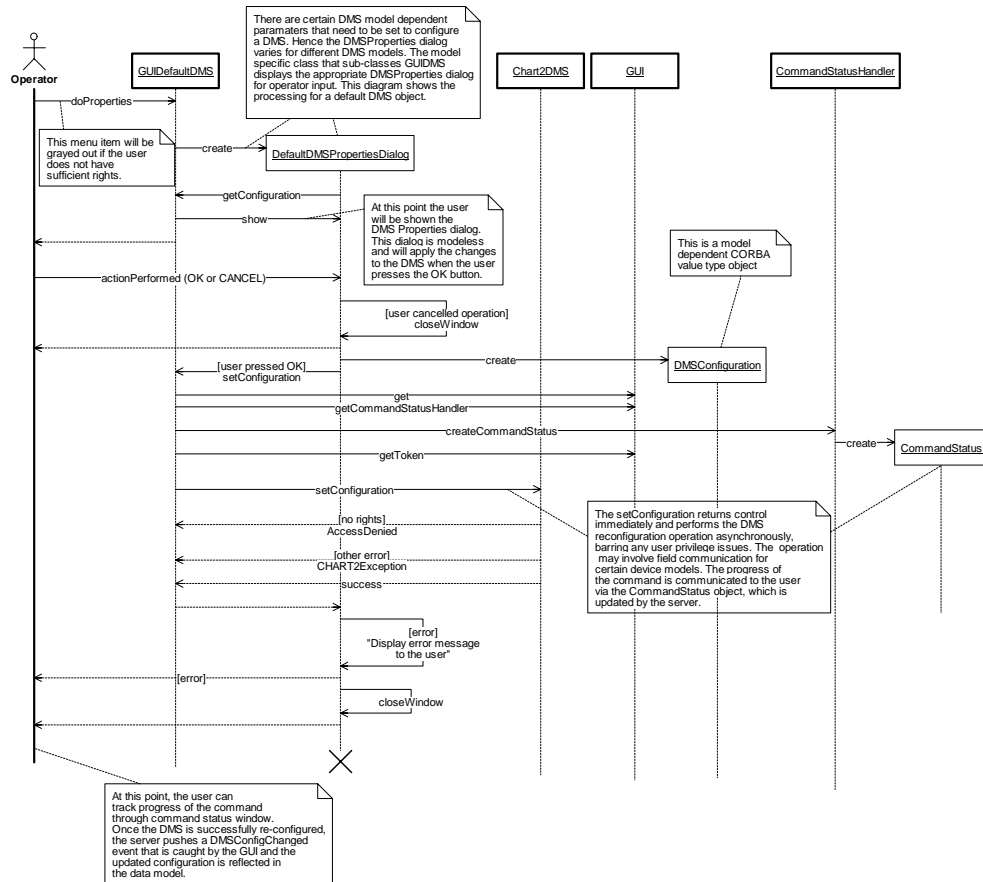 There are certain DMS model dependent
paramaters that need to be set to configure
a DMS. Hence the DMSProperties dialog
varies for different DMS models. The model
specific class that sub-classes GUIDMS
displays the appropriate DMSProperties dialog
for operator input. This diagram shows the
processing for a default DMS object.
Operator
GUIDefaultDMS
Chart2DMS
GUI
CommandStatusHandler
doProperties
This menu item will be
grayed out if the user
does not have
sufficient rights.
create
DefaultDMSPropertiesDialog
getConfiguration
show
At this point the user
will be shown the
DMS Properties dialog.
This dialog is modeless
and will apply the changes
to the DMS when the user
presses the OK button.
This is a model
dependent CORBA
value type object
actionPerformed (OK or CANCEL)
[user cancelled operation]
closeWindow
create
DMSConfiguration
[user pressed OK]
setConfiguration
get
getCommandStatusHandler
createCommandStatus
create
CommandStatus
getToken
setConfiguration
The setConfiguration returns control
immediately and performs the DMS
reconfiguration operation asynchronously,
barring any user privilege issues. The operation
may involve field communication for
certain device models. The progress of
the command is communicated to the user
via the CommandStatus object, which is
updated by the server.
[no rights]
AccessDenied
[other error]
CHART2Exception
success
[error]
"Display error message
to the user"
[error]
closeWindow
At this point, the user can
track progress of the command
through command status window.
Once the DMS is successfully re-configured,
the server pushes a DMSConfigChanged
event that is caught by the GUI and the
updated configuration is reflected in
the data model.